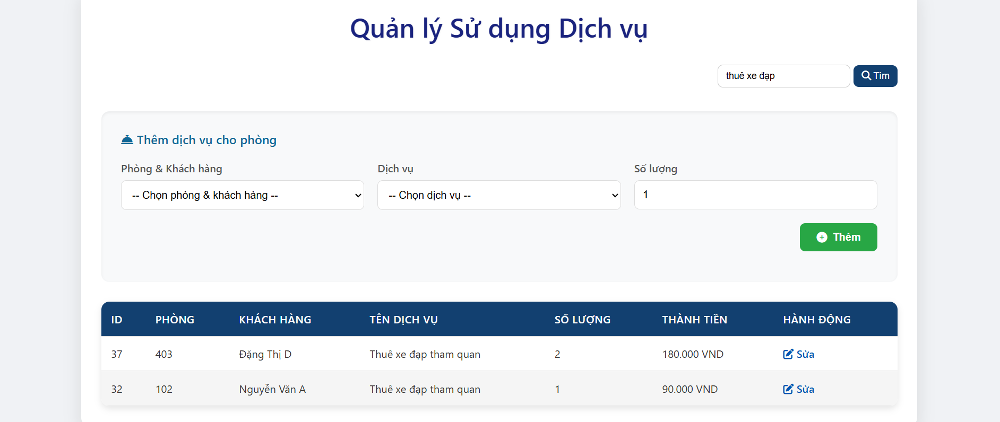 Quản lý Sử dụng Dịch vụ
thuê xe đạp
Tìm
Thêm dịch vụ cho phòng
Phòng & Khách hàng Dịch vụ Số lượng
-- Chọn phòng & khách hàng -- -- Chọn dịch vụ -- 1
Thêm
ID PHÒNG KHÁCH HÀNG TÊN DỊCH VỤ SỐ LƯỢNG THÀNH TIỀN HÀNH ĐỘNG
37 403 Đặng Thị D Thuê xe đạp tham quan 2 180.000 VND Sửa
32 102 Nguyễn Văn A Thuê xe đạp tham quan 1 90.000 VND Sửa